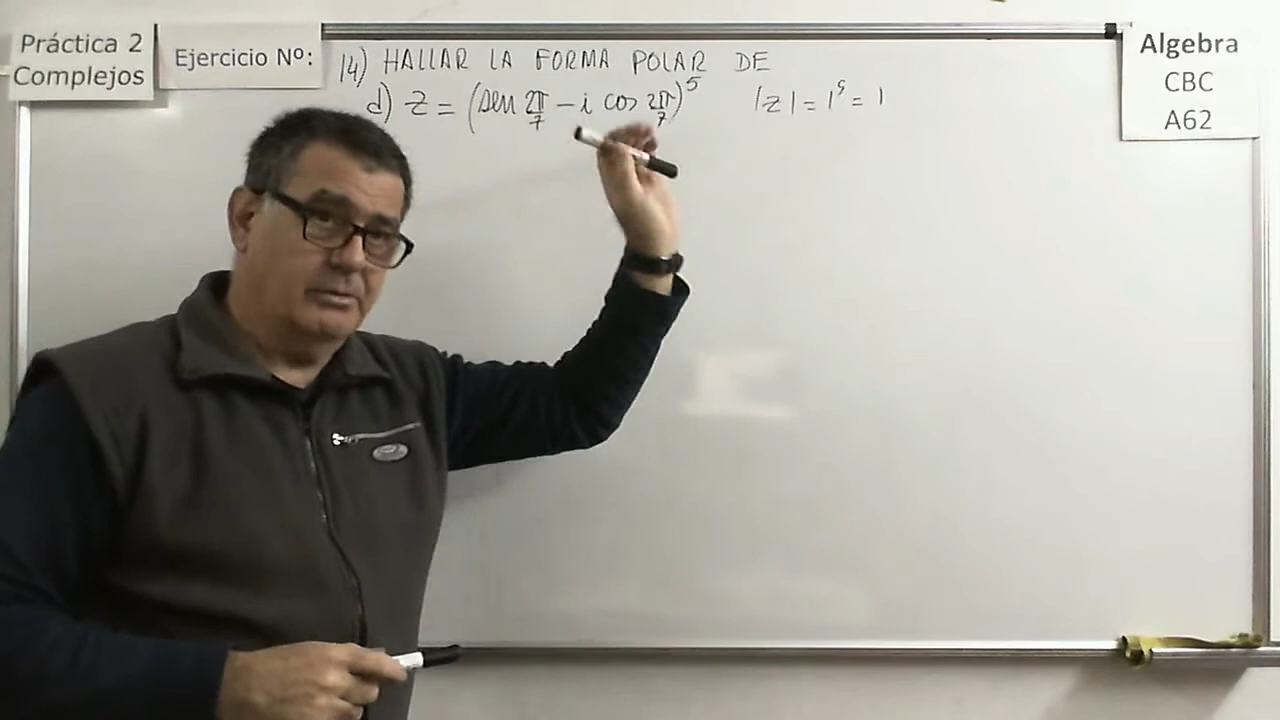 Práctica 2
Complejos
Ejercicio Nº:
14) HALLAR LA FORMA POLAR DE
d) z = (sen 2π/7 - i cos 2π/7)^5 |z| = 1^5 = 1
Algebra
CBC
A62